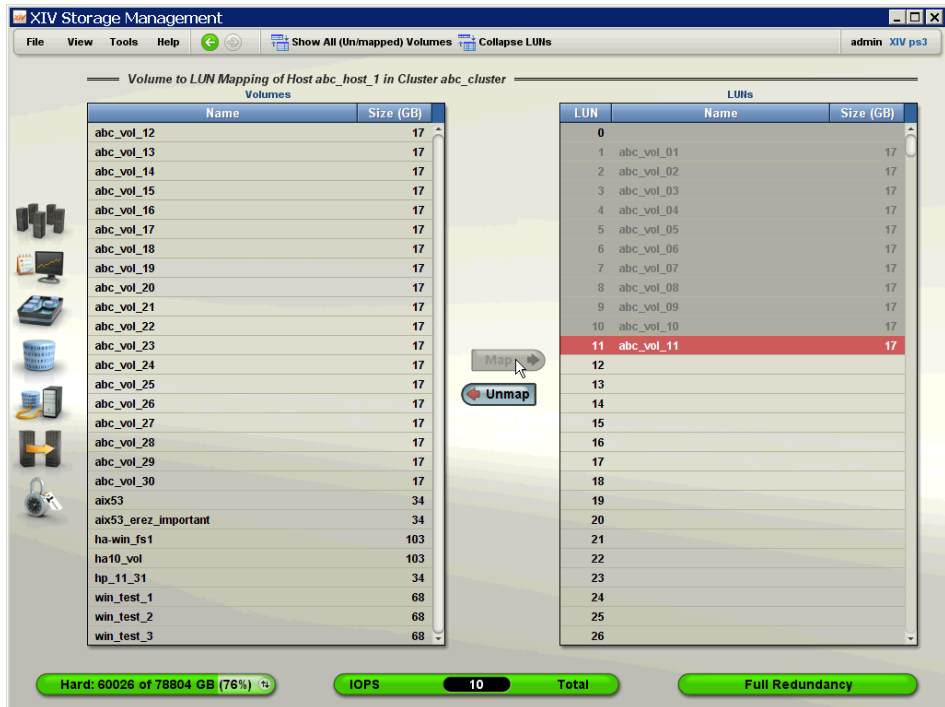 XIV Storage Management
File View Tools Help Show All (Un/mapped) Volumes Collapse LUNs admin XIV ps3
Volume to LUN Mapping of Host abc_host_1 in Cluster abc_cluster
Volumes
Name Size (GB)
abc_vol_12 17
abc_vol_13 17
abc_vol_14 17
abc_vol_15 17
abc_vol_16 17
abc_vol_17 17
abc_vol_18 17
abc_vol_19 17
abc_vol_20 17
abc_vol_21 17
abc_vol_22 17
abc_vol_23 17
abc_vol_24 17
abc_vol_25 17
abc_vol_26 17
abc_vol_27 17
abc_vol_28 17
abc_vol_29 17
abc_vol_30 17
aix53 34
aix53_erez_important 34
ha-win_fs1 103
ha10_vol 103
hp_11_31 34
win_test_1 68
win_test_2 68
win_test_3 68
Map
Unmap
LUNs
LUN Name Size (GB)
0
1 abc_vol_01 17
2 abc_vol_02 17
3 abc_vol_03 17
4 abc_vol_04 17
5 abc_vol_05 17
6 abc_vol_06 17
7 abc_vol_07 17
8 abc_vol_08 17
9 abc_vol_09 17
10 abc_vol_10 17
11 abc_vol_11 17
12
13
14
15
16
17
18
19
20
21
22
23
24
25
26
Hard: 60026 of 78804 GB (76%) IOPS 10 Total Full Redundancy